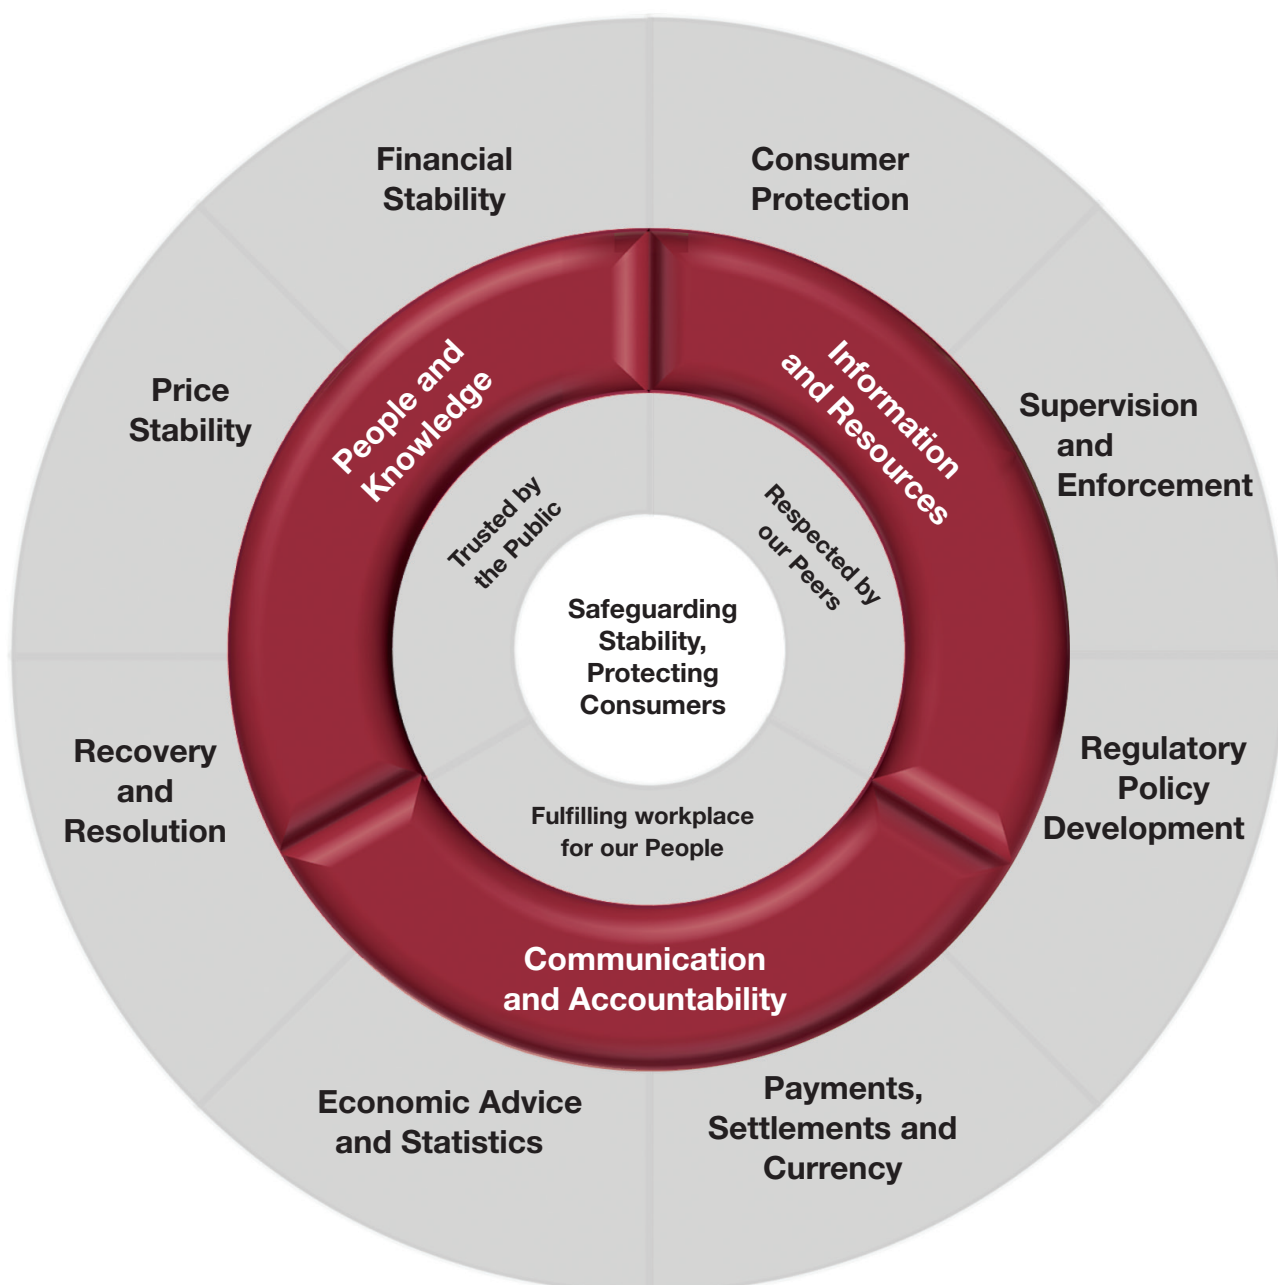 Financial
Stability
Consumer
Protection
Price
Stability
People and
Knowledge
Information
and Resources
Supervision
and
Enforcement
Trusted by
the Public
Respected by
our Peers
Safeguarding
Stability,
Protecting
Consumers
Recovery
and
Resolution
Regulatory
Policy
Development
Fulfilling workplace
for our People
Communication
and Accountability
Economic Advice
and Statistics
Payments,
Settlements and
Currency